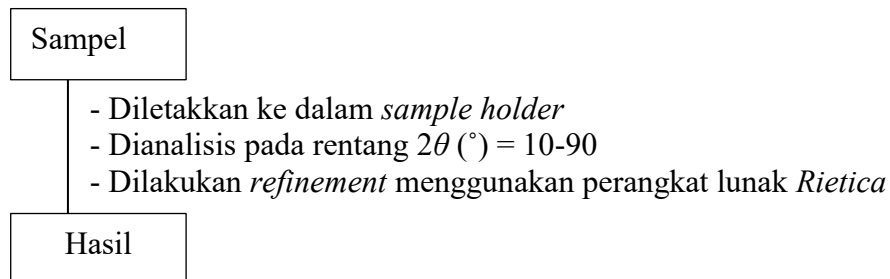 Sampel
- Diletakkan ke dalam sample holder
- Dianalisis pada rentang 2θ (˚) = 10-90
- Dilakukan refinement menggunakan perangkat lunak Rietica
Hasil